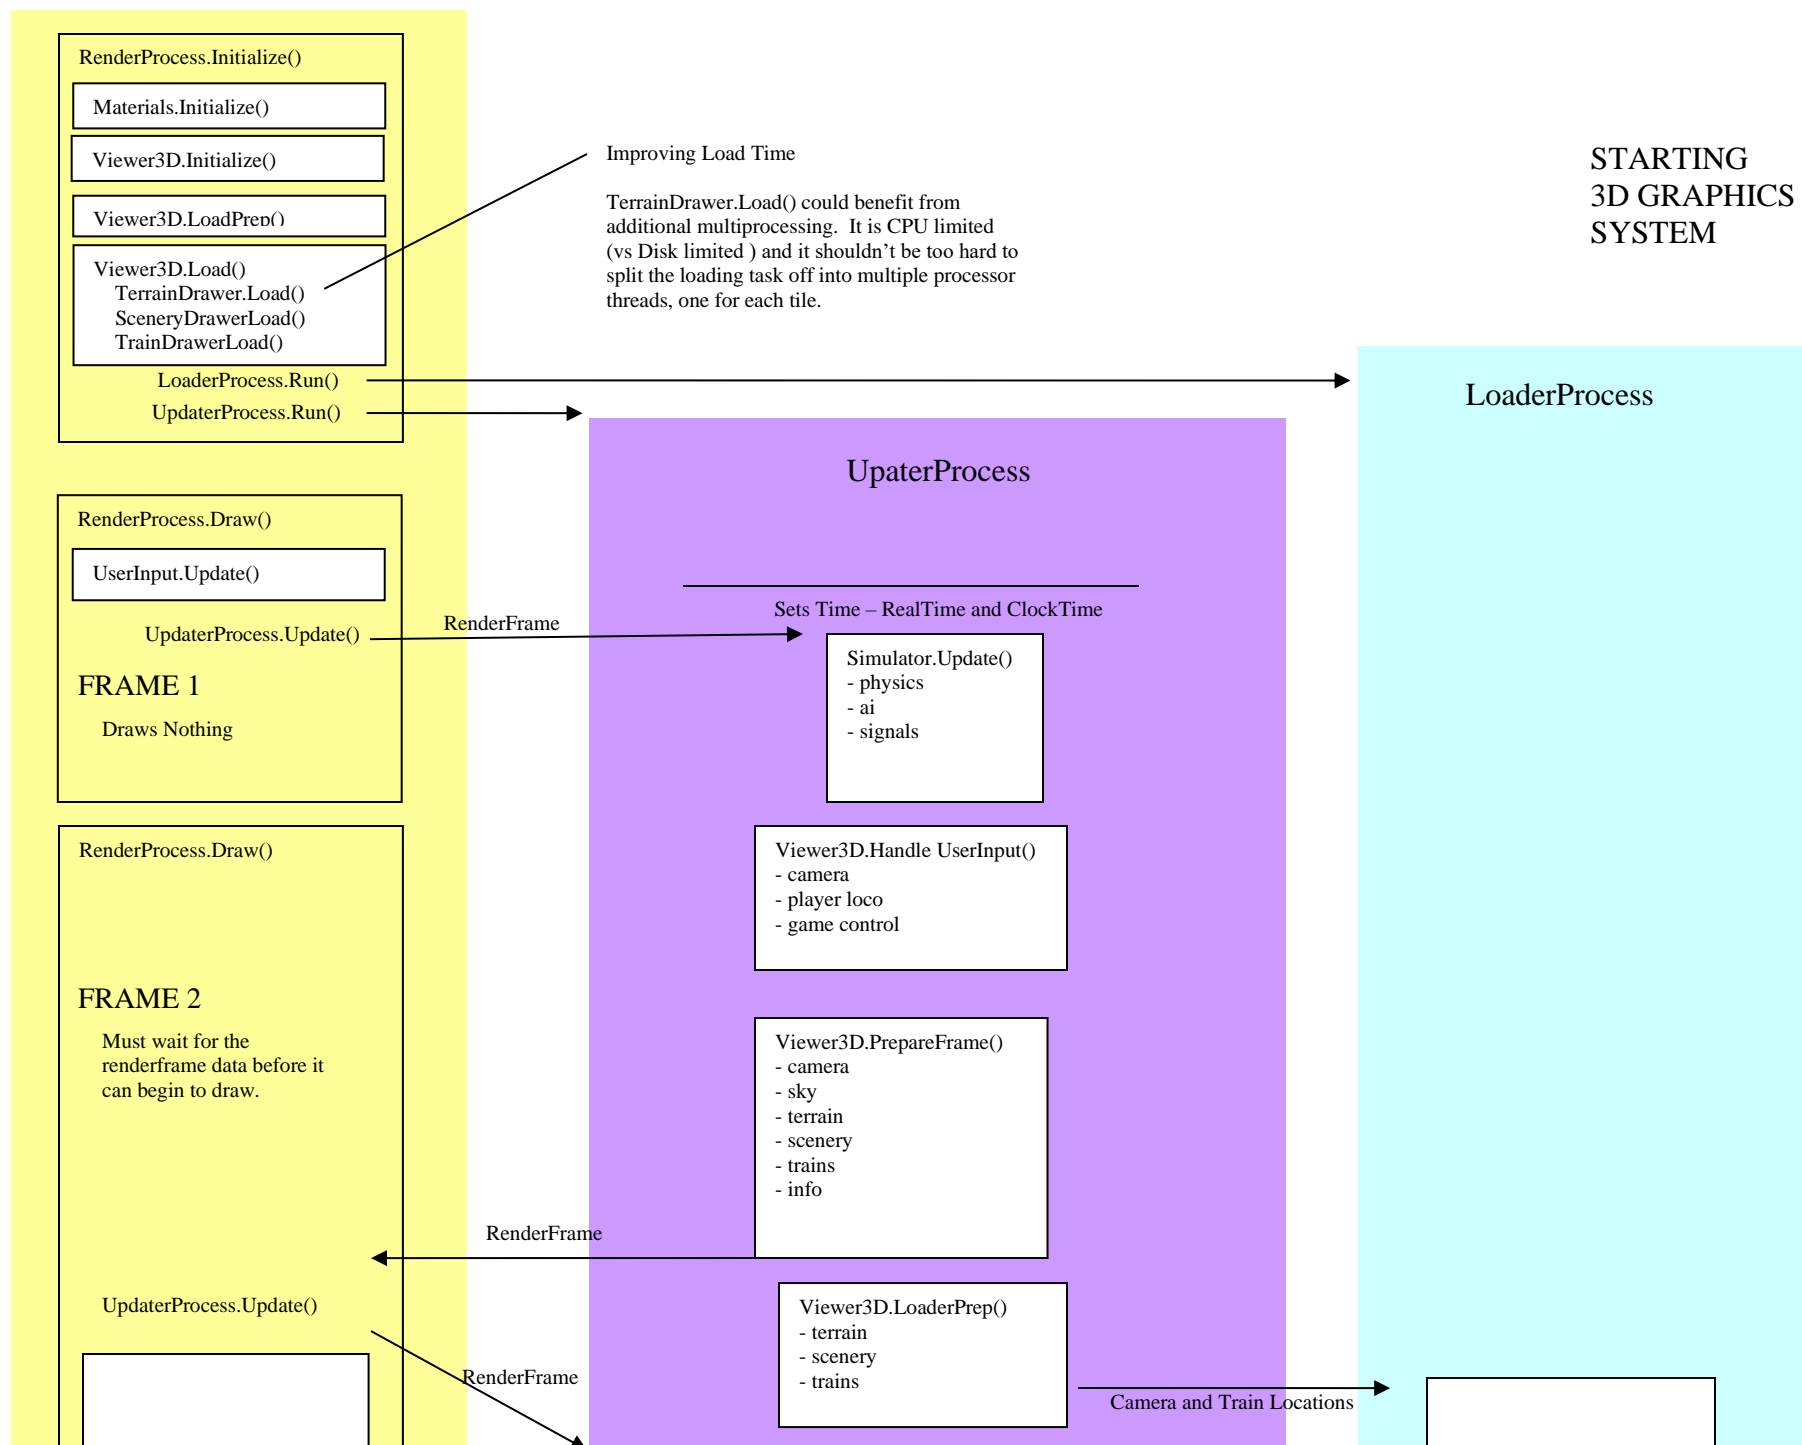 RenderProcess.Initialize()
Materials.Initialize()
Viewer3D.Initialize()
Viewer3D.LoadPrep()
Viewer3D.Load()
TerrainDrawer.Load()
SceneryDrawerLoad()
TrainDrawerLoad()
LoaderProcess.Run()
UpdaterProcess.Run()
Improving Load Time
TerrainDrawer.Load() could benefit from
additional multiprocessing. It is CPU limited
(vs Disk limited ) and it shouldn’t be too hard to
split the loading task off into multiple processor
threads, one for each tile.
STARTING
3D GRAPHICS
SYSTEM
LoaderProcess
UpaterProcess
RenderProcess.Draw()
UserInput.Update()
UpdaterProcess.Update()
FRAME 1
Draws Nothing
RenderFrame
Sets Time – RealTime and ClockTime
Simulator.Update()
- physics
- ai
- signals
RenderProcess.Draw()
FRAME 2
Must wait for the
renderframe data before it
can begin to draw.
Viewer3D.Handle UserInput()
- camera
- player loco
- game control
Viewer3D.PrepareFrame()
- camera
- sky
- terrain
- scenery
- trains
- info
RenderFrame
UpdaterProcess.Update()
RenderFrame
Viewer3D.LoaderPrep()
- terrain
- scenery
- trains
Camera and Train Locations